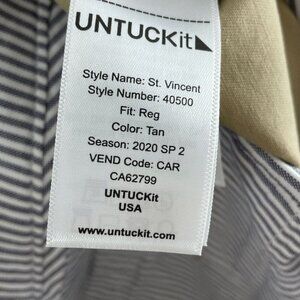 UNTUCKit
Style Name: St. Vincent
Style Number: 40500
Fit: Reg
Color: Tan
Season: 2020 SP 2
VEND Code: CAR
CA62799
UNTUCKit
USA
www.untuckit.com